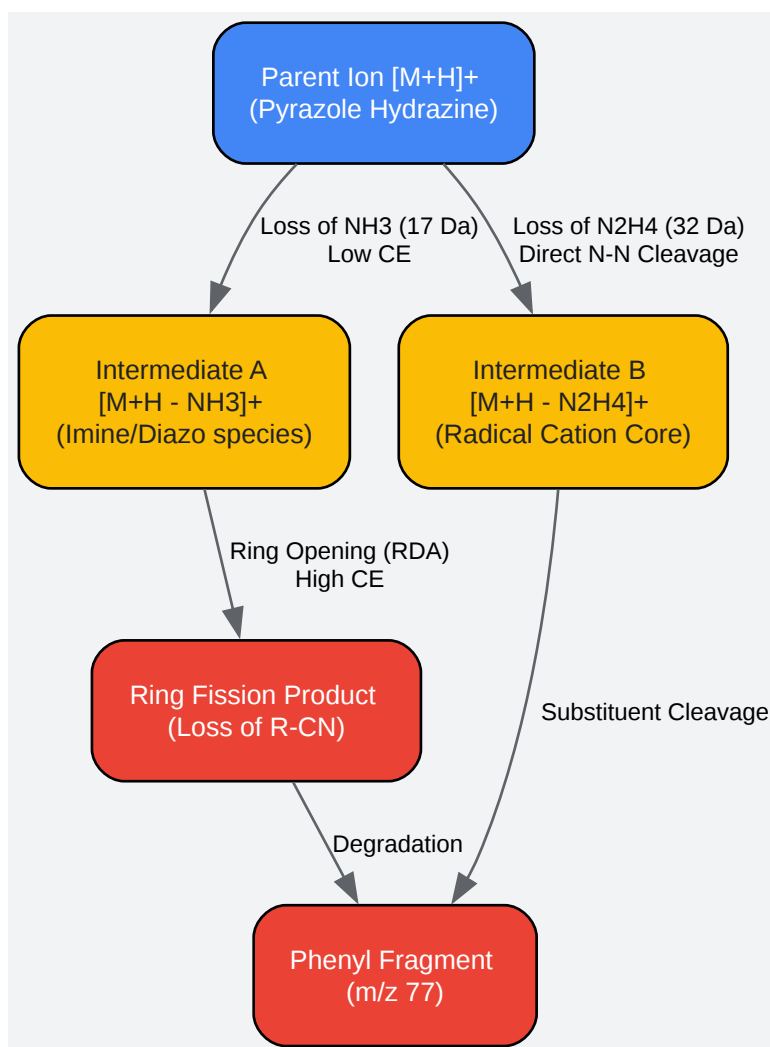 Parent Ion [M+H]+
(Pyrazole Hydrazine)
Loss of NH3 (17 Da)
Low CE
Loss of N2H4 (32 Da)
Direct N-N Cleavage
Intermediate A
[M+H - NH3]+
(Imine/Diazo species)
Intermediate B
[M+H - N2H4]+
(Radical Cation Core)
Ring Opening (RDA)
High CE
Ring Fission Product
(Loss of R-CN)
Substituent Cleavage
Degradation
Phenyl Fragment
(m/z 77)